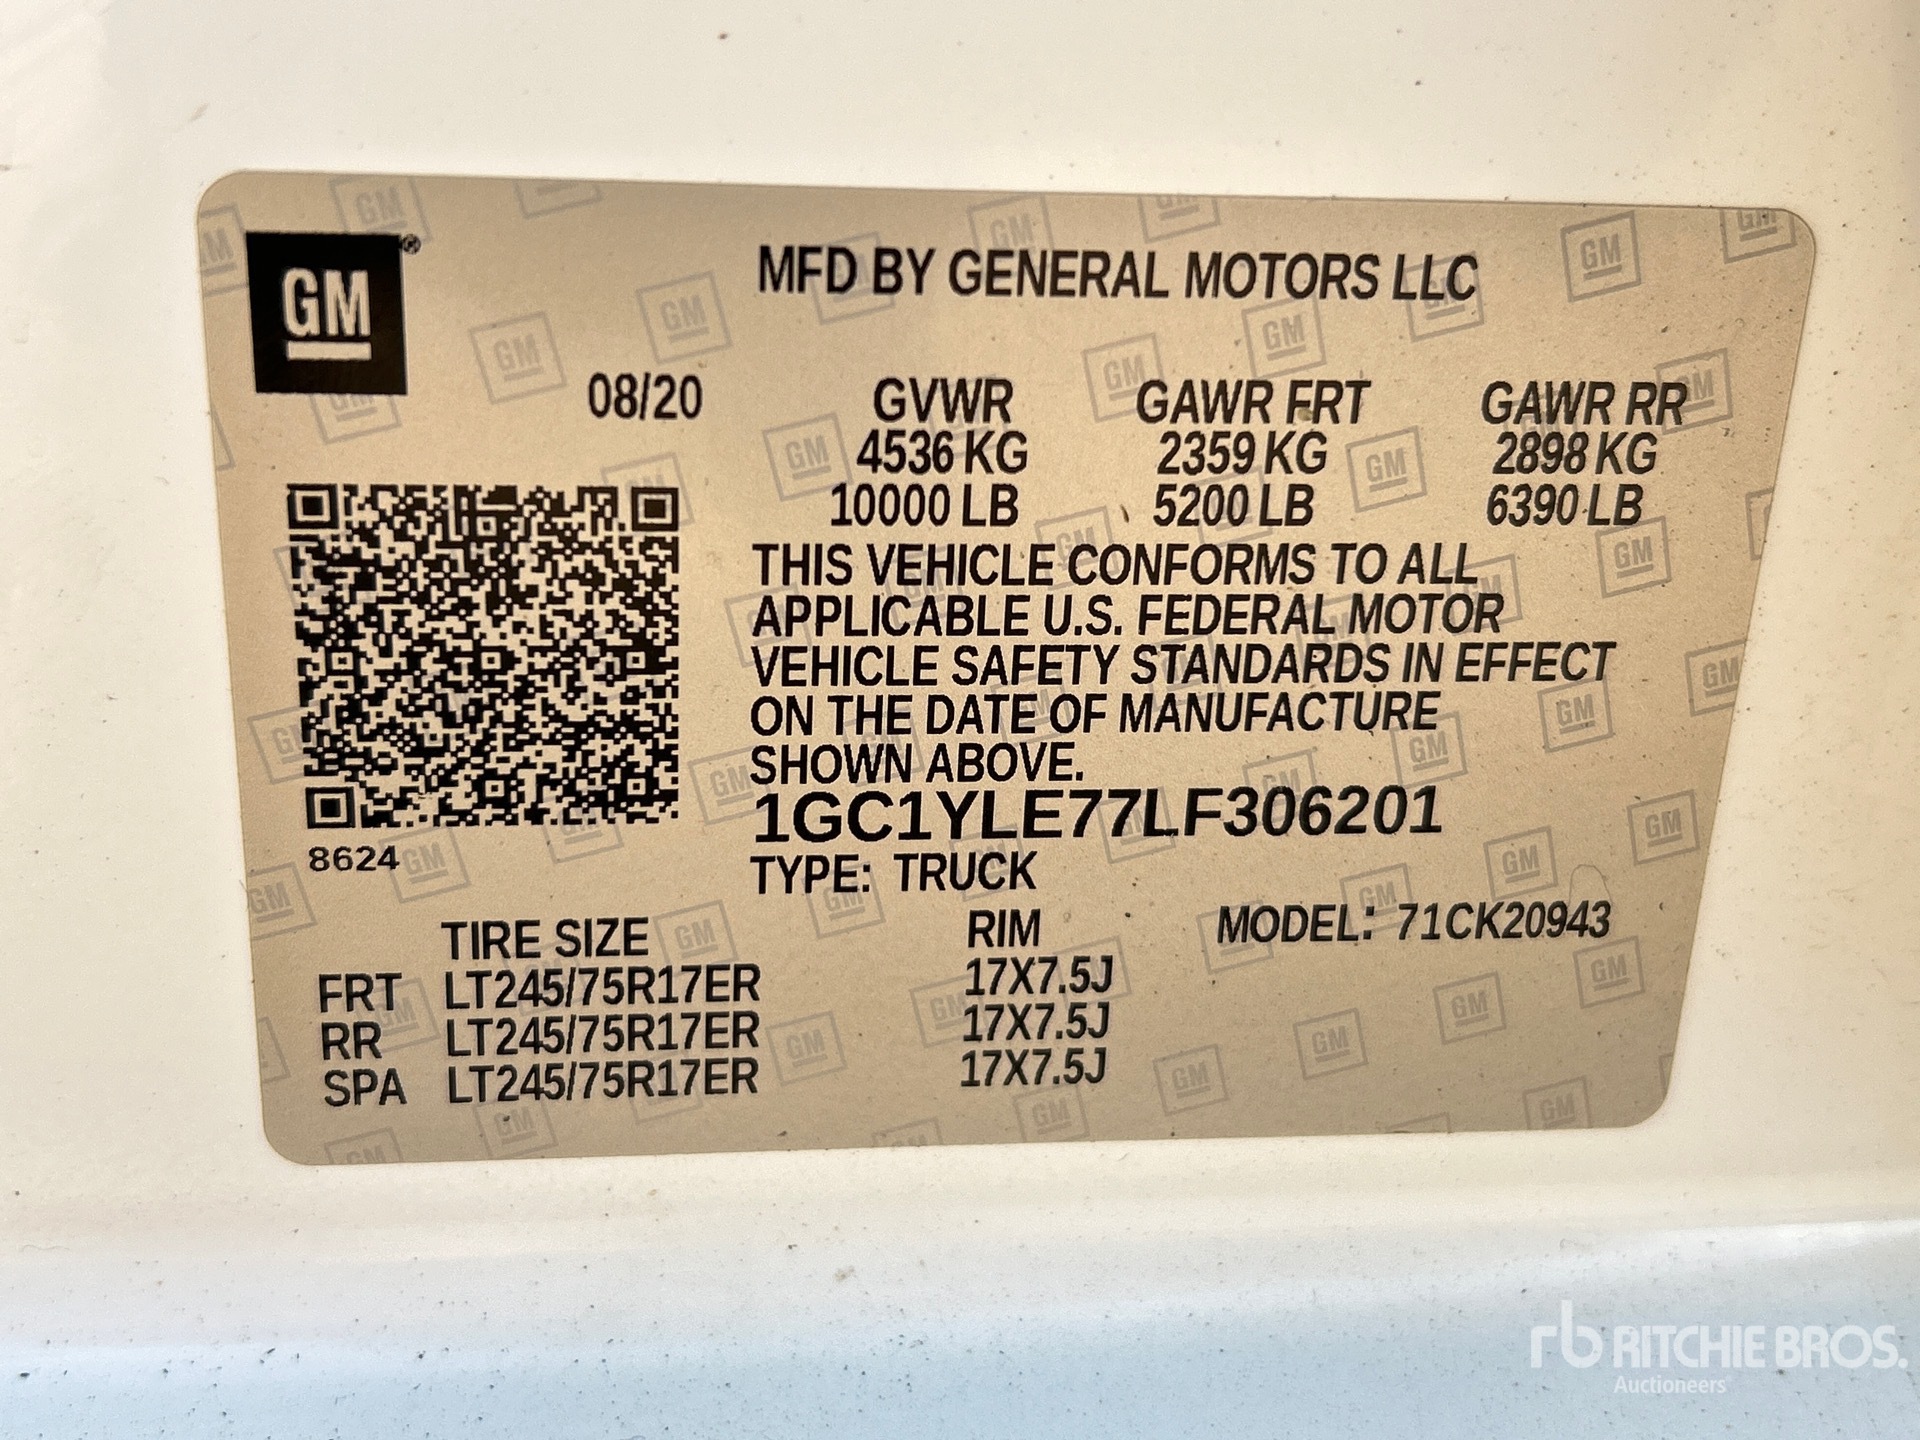 GM®
MFD BY GENERAL MOTORS LLC
08/20 GVWR GAWR FRT GAWR RR
4536 KG 2359 KG 2898 KG
10000 LB 5200 LB 6390 LB
THIS VEHICLE CONFORMS TO ALL
APPLICABLE U.S. FEDERAL MOTOR
VEHICLE SAFETY STANDARDS IN EFFECT
ON THE DATE OF MANUFACTURE
SHOWN ABOVE.
1GC1YLE77LF306201
8624
TYPE: TRUCK
TIRE SIZE RIM MODEL: 71CK20943
FRT LT245/75R17ER 17X7.5J
RR LT245/75R17ER 17X7.5J
SPA LT245/75R17ER 17X7.5J
rb RITCHIE BROS.
Auctioneers